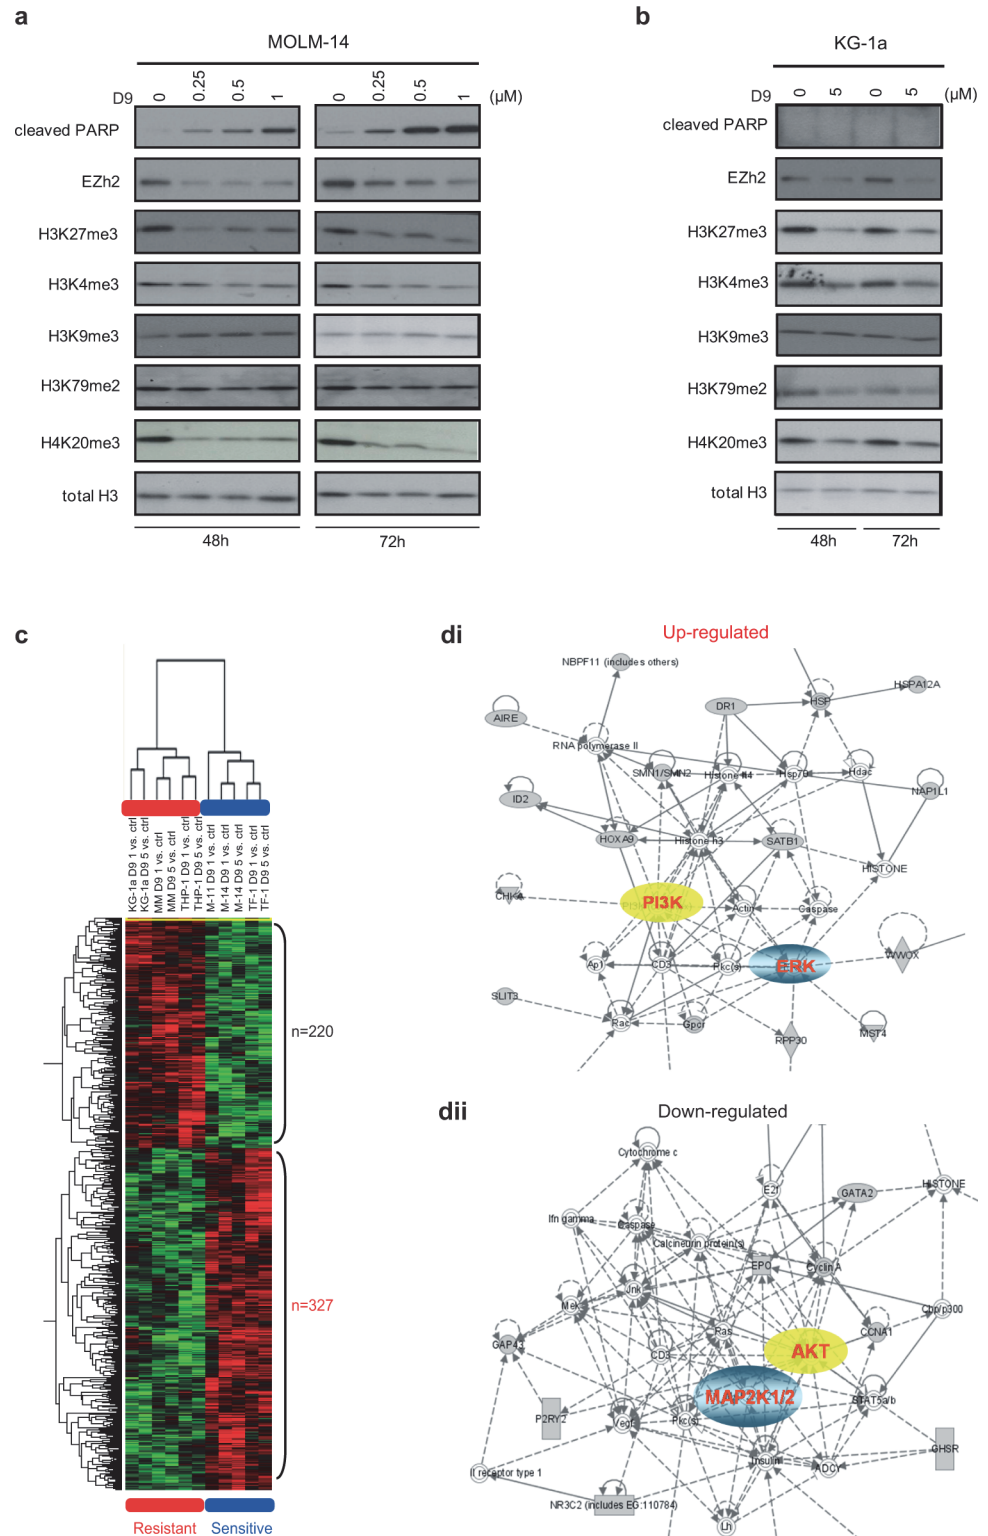 a
MOLM-14
D9 0 0.25 0.5 1 0 0.25 0.5 1 (µM)
cleaved PARP
EZh2
H3K27me3
H3K4me3
H3K9me3
H3K79me2
H4K20me3
total H3
48h 72h
b
KG-1a
D9 0 5 0 5 (µM)
cleaved PARP
EZh2
H3K27me3
H3K4me3
H3K9me3
H3K79me2
H4K20me3
total H3
48h 72h
c
KG-1a D9 1 vs. ctrl
KG-1a D9 5 vs. ctrl
MM D9 1 vs. ctrl
MM D9 5 vs. ctrl
THP-1 D9 1 vs. ctrl
THP-1 D9 5 vs. ctrl
M-11 D9 1 vs. ctrl
M-14 D9 1 vs. ctrl
M-14 D9 5 vs. ctrl
TF-1 D9 1 vs. ctrl
TF-1 D9 5 vs. ctrl
n=220
n=327
Resistant Sensitive
di
Up-regulated
NBPF11 (includes others)
HSPA12A
HSP
DR1
AIRE
RNA polymerase II
SMN1/SMN2
Histone H4
Hsp70
Hdac
NAP1L1
ID2
HOXA9
Histone h3
SATB1
HISTONE
PI3K
Actin
Caspase
Ap1
CD3
Pkc(s)
ERK
WWOX
SLIT3
Rac
Gpcr
RPP30
MST4
dii
Down-regulated
Cytochrome c
E2f
GATA2
HISTONE
Ifn gamma
Caspase
Calcineurin protein(s)
EPO
Cyclin A
Jnk
Mek
Cbp/p300
Ras
CCNA1
GAP43
CD3
AKT
MAP2K1/2
STAT5a/b
P2RY2
Vegf
Pkc(s)
GHSR
Insulin
ADCY
Il receptor type 1
NR3C2 (includes EG:110784)
Lh